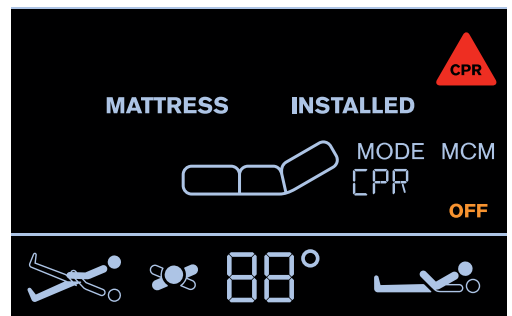 CPR
MATTRESS INSTALLED
MODE MCM
CPR
OFF
88°